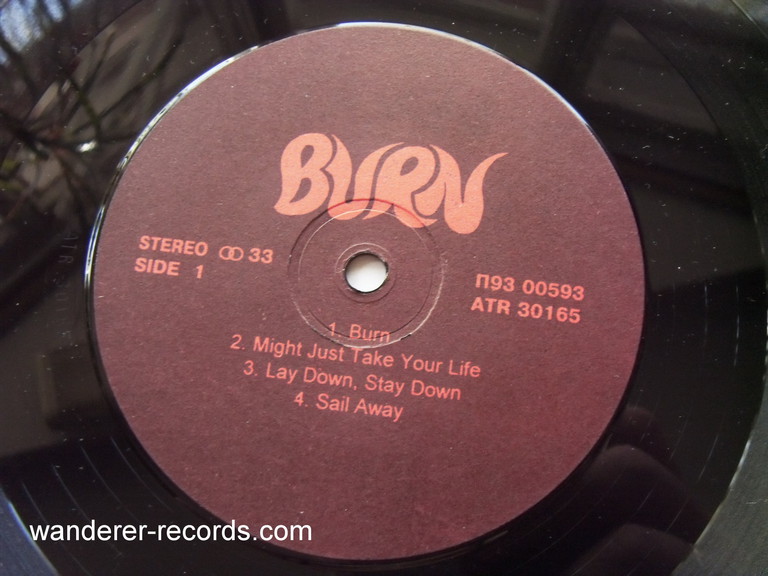 BURN
STEREO ꝏ 33
SIDE 1
П93 00593
ATR 30165
1. Burn
2. Might Just Take Your Life
3. Lay Down, Stay Down
4. Sail Away
wanderer-records.com